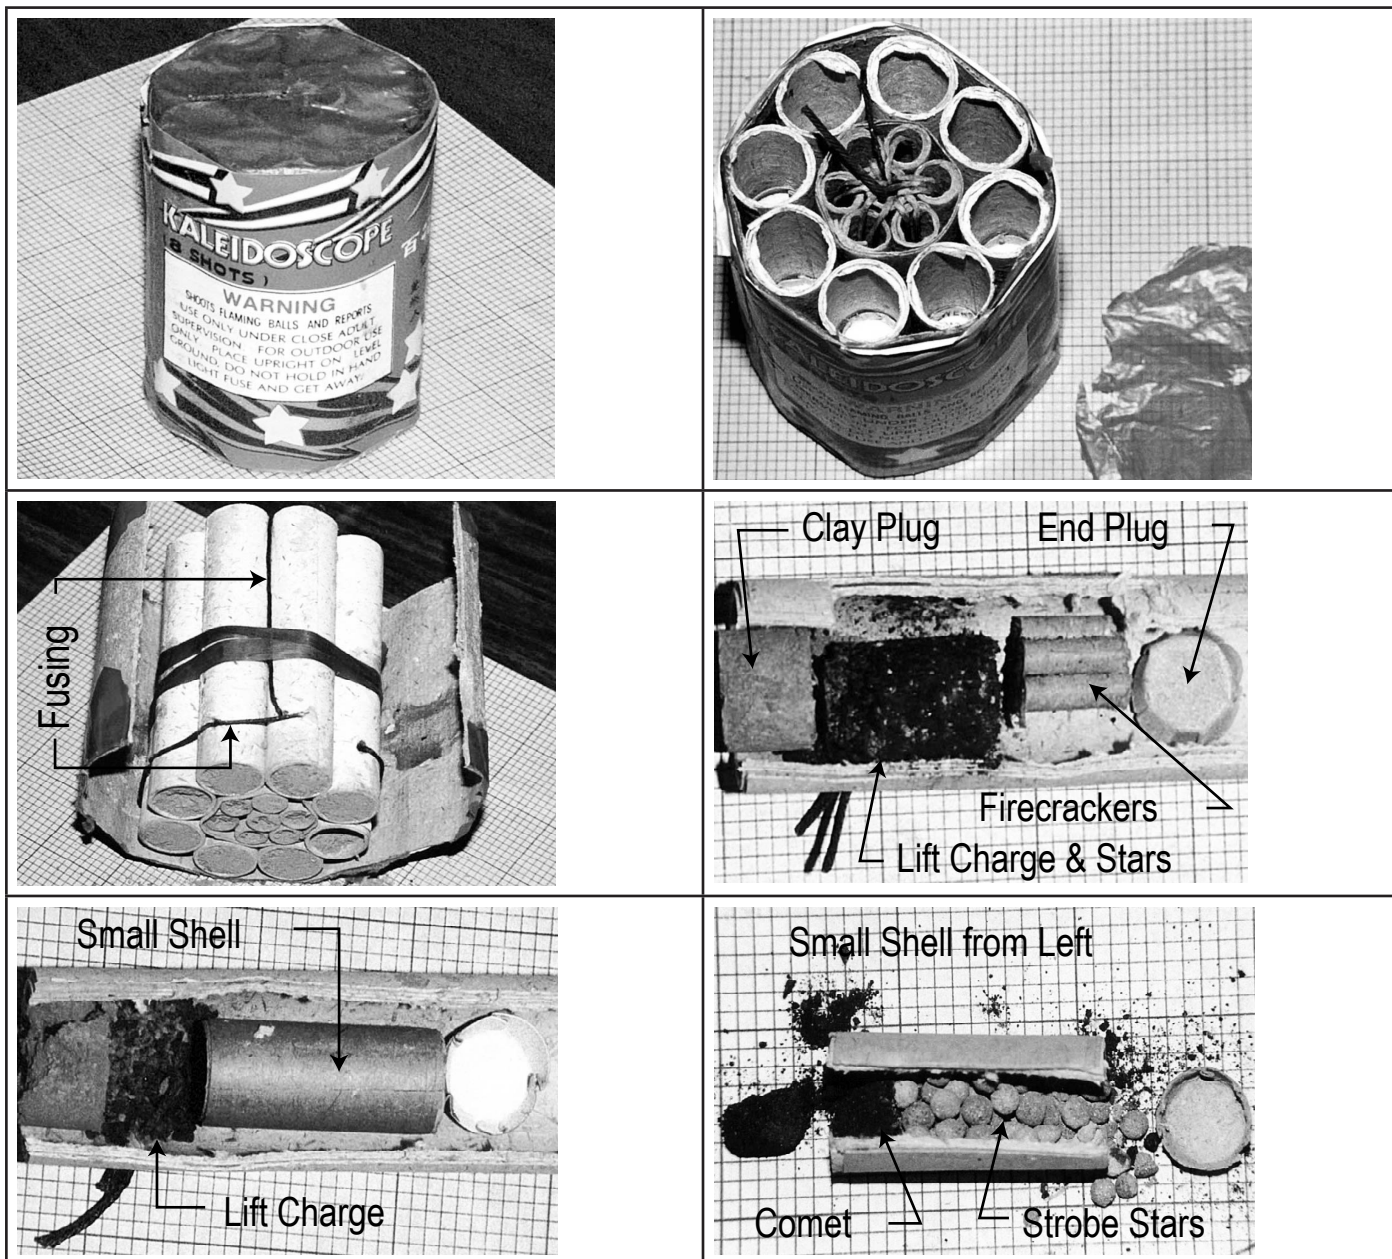 KALEIDOSCOPE
8 SHOTS )
WARNING
SHOOTS FLAMING BALLS AND REPORTS
USE ONLY UNDER CLOSE ADULT
SUPERVISION. FOR OUTDOOR USE
ONLY. PLACE UPRIGHT ON LEVEL
GROUND. DO NOT HOLD IN HAND
LIGHT FUSE AND GET AWAY.
Fusing
Clay Plug
End Plug
Firecrackers
Lift Charge & Stars
Small Shell
Lift Charge
Small Shell from Left
Comet
Strobe Stars